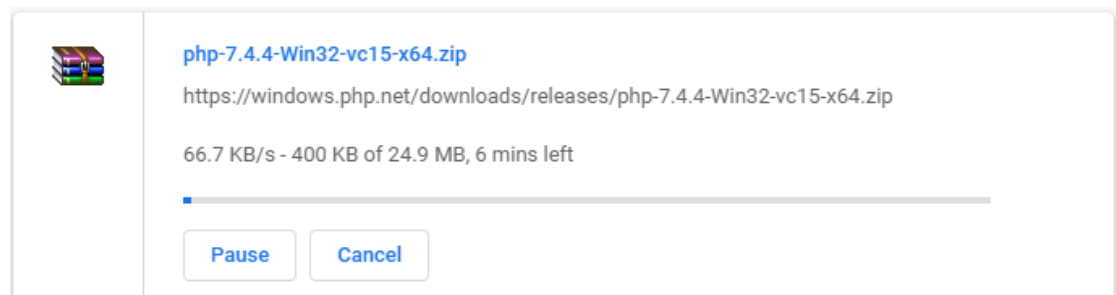 php-7.4.4-Win32-vc15-x64.zip
https://windows.php.net/downloads/releases/php-7.4.4-Win32-vc15-x64.zip
66.7 KB/s - 400 KB of 24.9 MB, 6 mins left
Pause Cancel